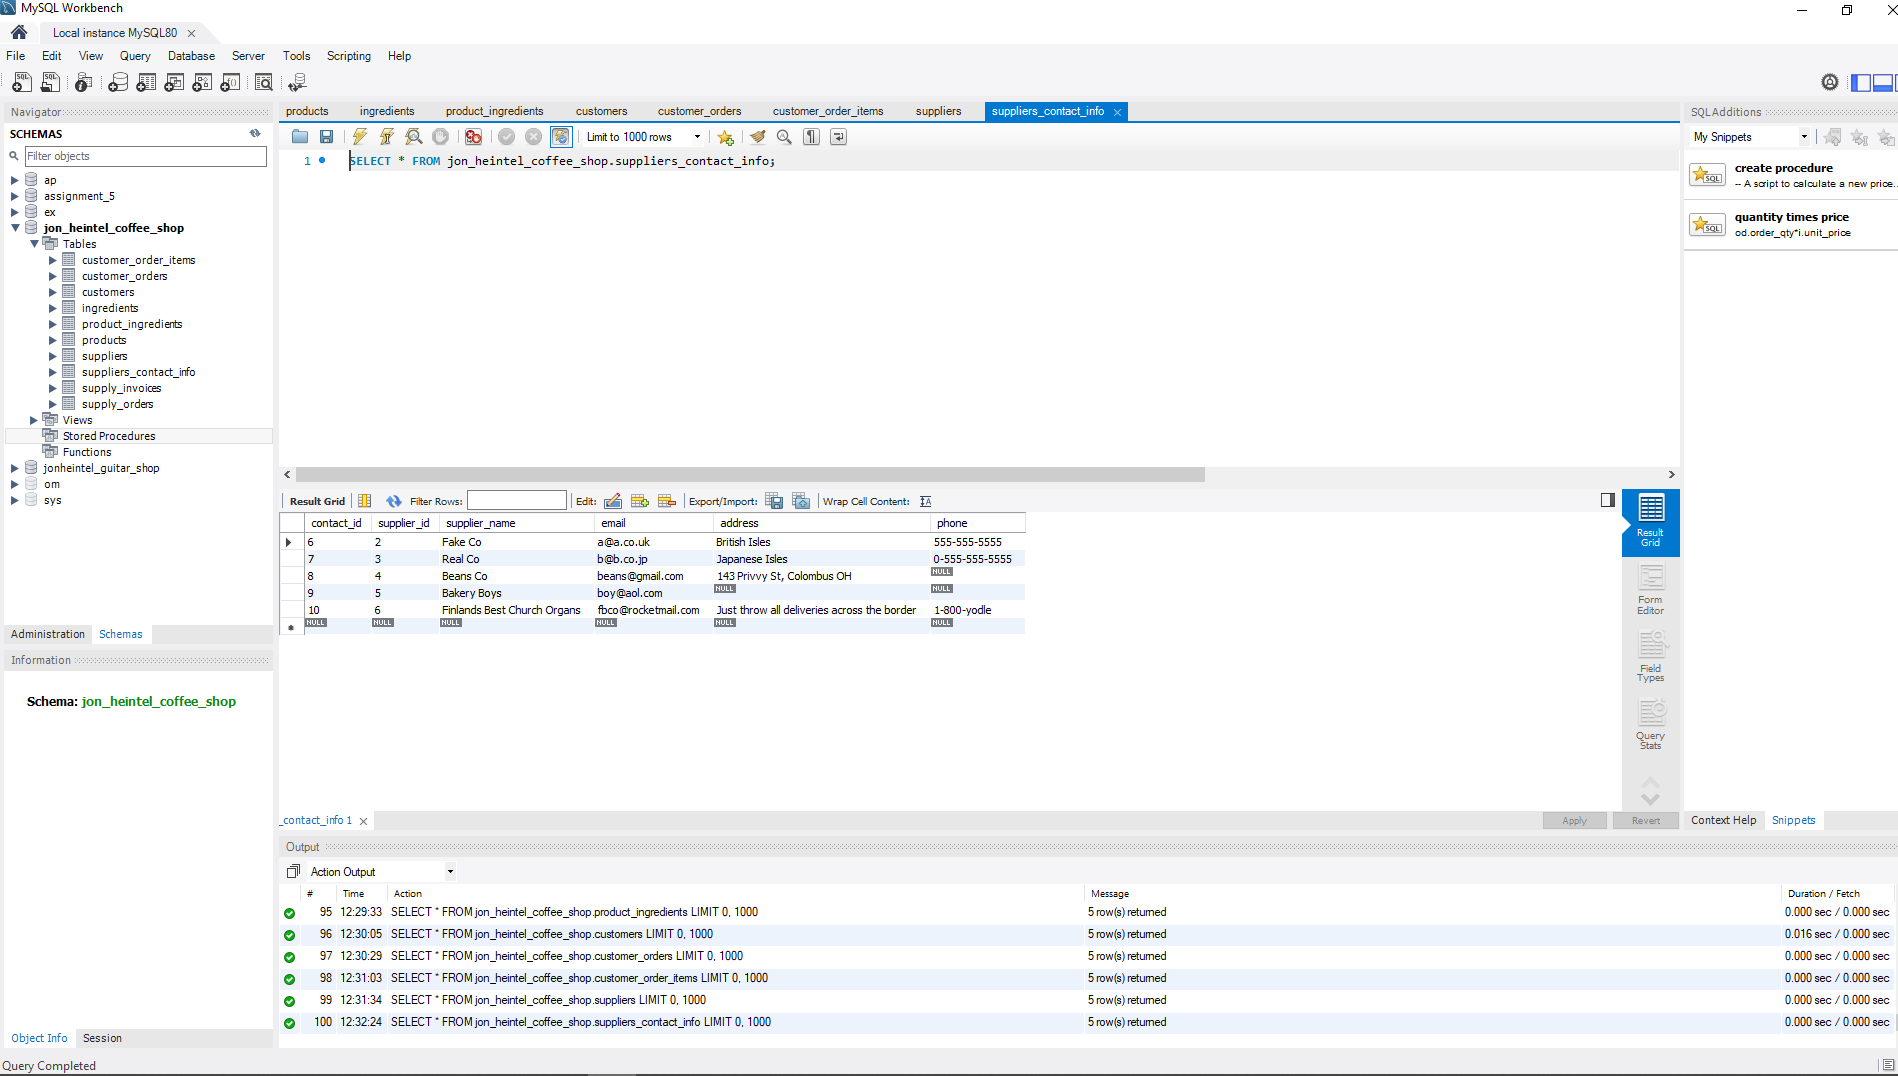 MySQL Workbench
Local instance MySQL80
File Edit View Query Database Server Tools Scripting Help
Navigator
SCHEMAS
Filter objects
ap
assignment_5
ex
jon_heintel_coffee_shop
Tables
customer_order_items
customer_orders
customers
ingredients
product_ingredients
products
suppliers
suppliers_contact_info
supply_invoices
supply_orders
Views
Stored Procedures
Functions
jonheintel_guitar_shop
om
sys
Administration Schemas
Information
Schema: jon_heintel_coffee_shop
Object Info Session
Query Completed
products ingredients product_ingredients customers customer_orders customer_order_items suppliers suppliers_contact_info
Limit to 1000 rows
1 SELECT * FROM jon_heintel_coffee_shop.suppliers_contact_info;
Result Grid Filter Rows: Edit: Export/Import: Wrap Cell Content:
contact_id supplier_id supplier_name email address phone
6 2 Fake Co a@a.co.uk British Isles 555-555-5555
7 3 Real Co b@b.co.jp Japanese Isles 0-555-555-5555
8 4 Beans Co beans@gmail.com 143 Privvy St, Colombus OH NULL
9 5 Bakery Boys boy@aol.com NULL NULL
10 6 Finlands Best Church Organs fbco@rocketmail.com Just throw all deliveries across the border 1-800-yodle
NULL NULL NULL NULL NULL NULL
Result
Grid
Form
Editor
Field
Types
Query
Stats
_contact_info 1 Apply Revert
Output
Action Output
# Time Action Message Duration / Fetch
95 12:29:33 SELECT * FROM jon_heintel_coffee_shop.product_ingredients LIMIT 0, 1000 5 row(s) returned 0.000 sec / 0.000 sec
96 12:30:05 SELECT * FROM jon_heintel_coffee_shop.customers LIMIT 0, 1000 5 row(s) returned 0.016 sec / 0.000 sec
97 12:30:29 SELECT * FROM jon_heintel_coffee_shop.customer_orders LIMIT 0, 1000 5 row(s) returned 0.000 sec / 0.000 sec
98 12:31:03 SELECT * FROM jon_heintel_coffee_shop.customer_order_items LIMIT 0, 1000 5 row(s) returned 0.000 sec / 0.000 sec
99 12:31:34 SELECT * FROM jon_heintel_coffee_shop.suppliers LIMIT 0, 1000 5 row(s) returned 0.000 sec / 0.000 sec
100 12:32:24 SELECT * FROM jon_heintel_coffee_shop.suppliers_contact_info LIMIT 0, 1000 5 row(s) returned 0.000 sec / 0.000 sec
SQLAdditions
My Snippets
create procedure
-- A script to calculate a new price...
quantity times price
od.order_qty*i.unit_price
Context Help Snippets